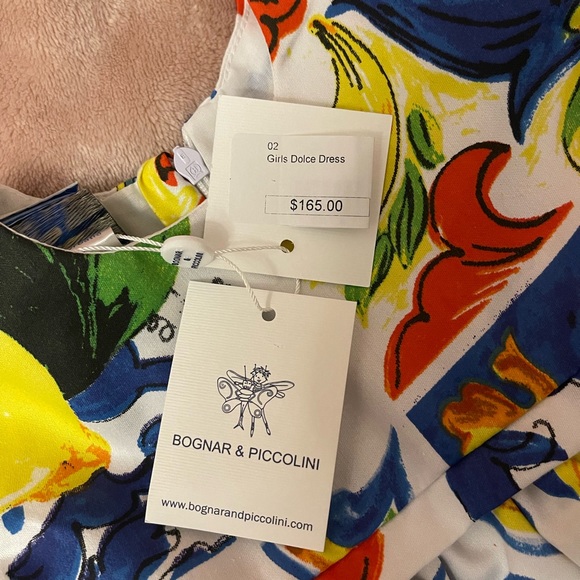 02
Girls Dolce Dress
$165.00
BOGNAR & PICCOLINI
www.bognarandpiccolini.com